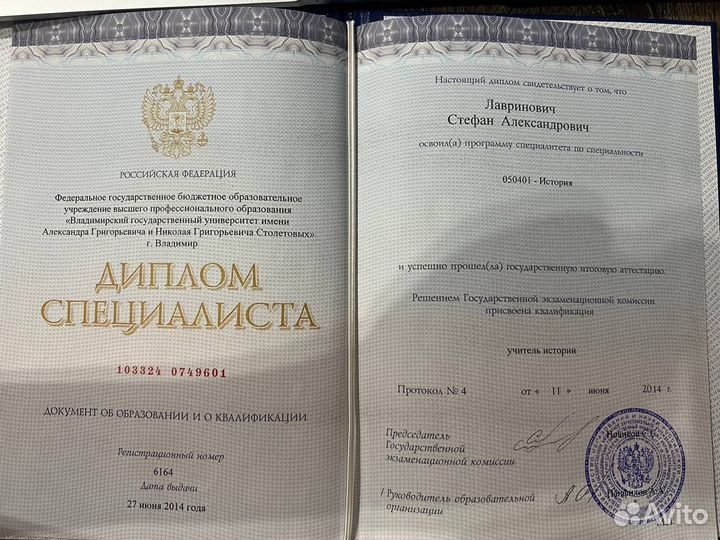 РОССИЙСКАЯ ФЕДЕРАЦИЯ
Федеральное государственное бюджетное образовательное
учреждение высшего профессионального образования
«Владимирский государственный университет имени
Александра Григорьевича и Николая Григорьевича Столетовых»
г. Владимир
ДИПЛОМ
СПЕЦИАЛИСТА
103324 0749601
ДОКУМЕНТ ОБ ОБРАЗОВАНИИ И О КВАЛИФИКАЦИИ
Регистрационный номер
6164
Дата выдачи
27 июня 2014 года
Настоящий диплом свидетельствует о том, что
Лавринович
Стефан Александрович
освоил(а) программу специалитета по специальности
050401 - История
и успешно прошел(ла) государственную итоговую аттестацию.
Решением Государственной экзаменационной комиссии
присвоена квалификация
учитель истории
Протокол № 4 от « 11 » июня 2014 г.
Председатель
Государственной
экзаменационной комиссии
Руководитель образовательной
организации
Avito